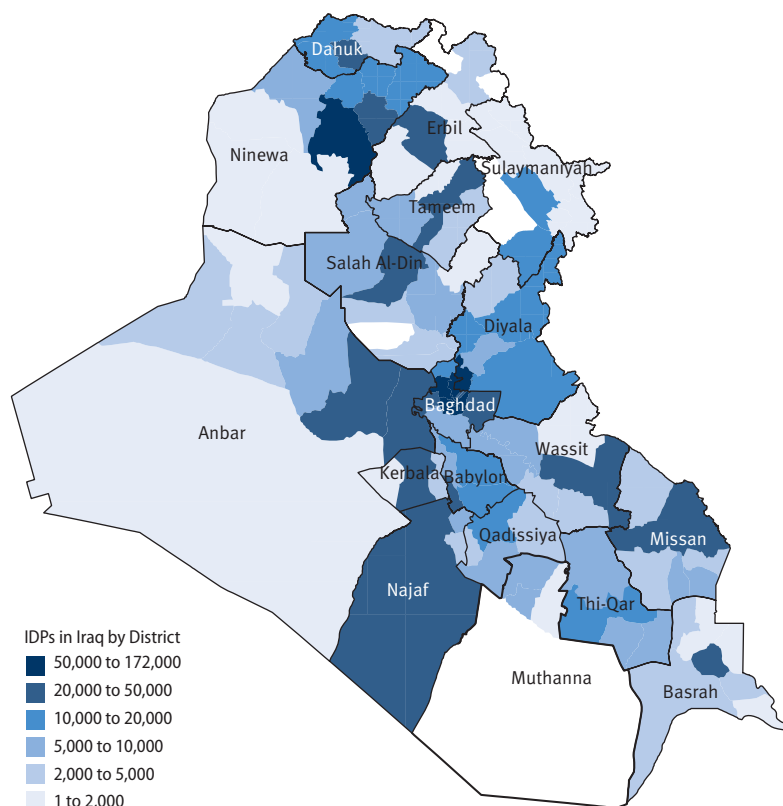 Dahuk
Erbil
Ninewa
Sulaymaniyah
Tameem
Salah Al-Din
Diyala
Baghdad
Anbar
Wassit
Kerbala
Babylon
Qadissiya
Missan
Najaf
Thi-Qar
Muthanna
Basrah
IDPs in Iraq by District
50,000 to 172,000
20,000 to 50,000
10,000 to 20,000
5,000 to 10,000
2,000 to 5,000
1 to 2,000